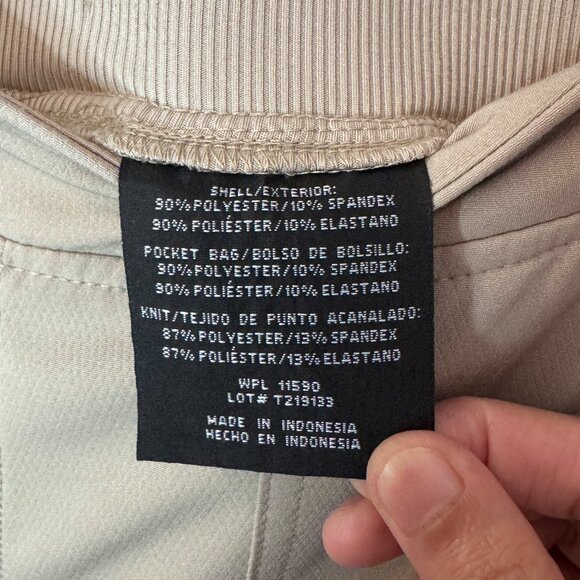 SHELL/EXTERIOR:
90% POLYESTER/10% SPANDEX
90% POLIÉSTER/10% ELASTANO
POCKET BAG/BOLSO DE BOLSILLO:
90% POLYESTER/10% SPANDEX
90% POLIÉSTER/10% ELASTANO
KNIT/TEJIDO DE PUNTO ACANALADO:
87% POLYESTER/13% SPANDEX
87% POLIÉSTER/13% ELASTANO
WPL 11590
LOT# T219133
MADE IN INDONESIA
HECHO EN INDONESIA